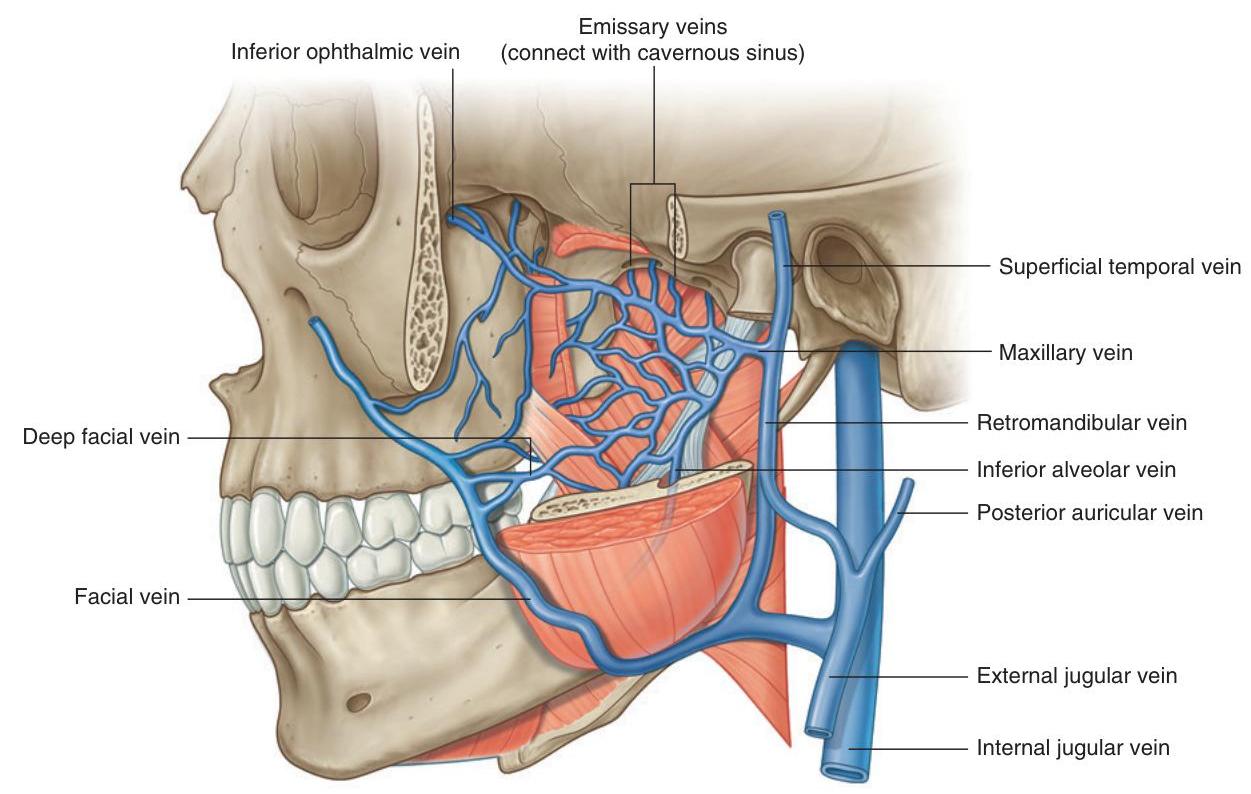 Emissary veins
(connect with cavernous sinus)
Inferior ophthalmic vein
Superficial temporal vein
Maxillary vein
Retromandibular vein
Deep facial vein
Inferior alveolar vein
Posterior auricular vein
Facial vein
External jugular vein
Internal jugular vein